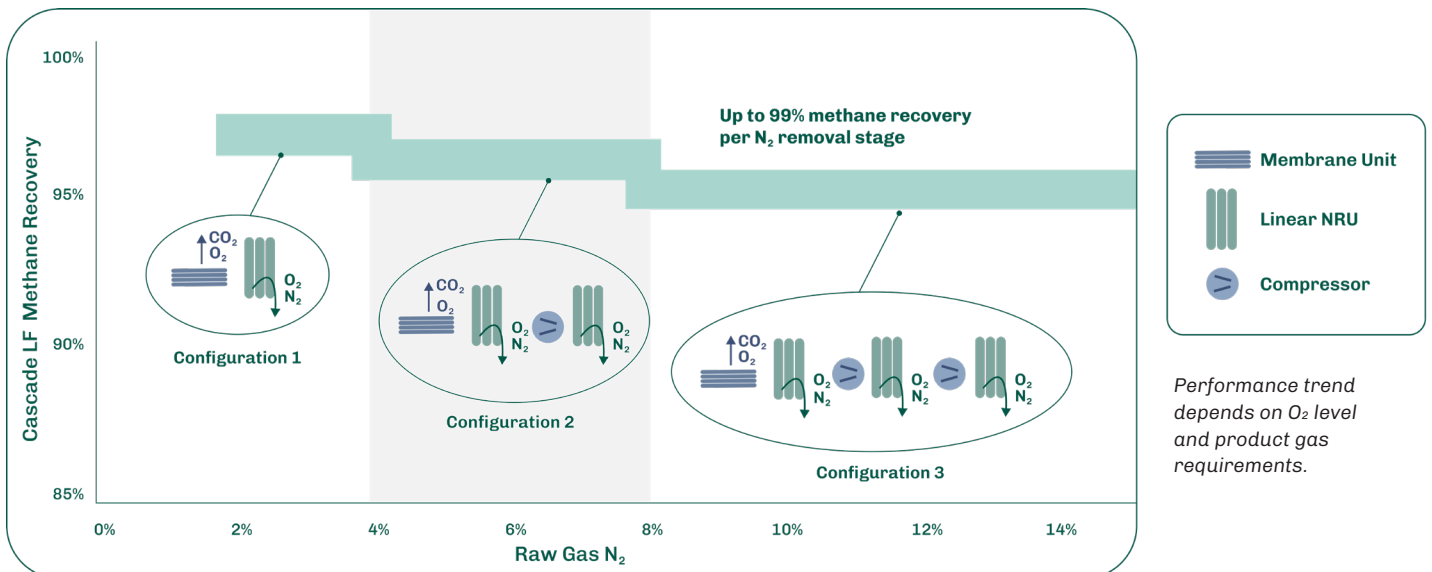 Cascade LF Methane Recovery
100%
95%
90%
85%
Up to 99% methane recovery
per N₂ removal stage
CO₂
O₂
O₂
N₂
Configuration 1
CO₂
O₂
O₂
N₂
O₂
N₂
Configuration 2
CO₂
O₂
O₂
N₂
O₂
N₂
O₂
N₂
Configuration 3
0%
2%
4%
6%
8%
10%
12%
14%
Raw Gas N₂
Membrane Unit
Linear NRU
Compressor
Performance trend
depends on O₂ level
and product gas
requirements.